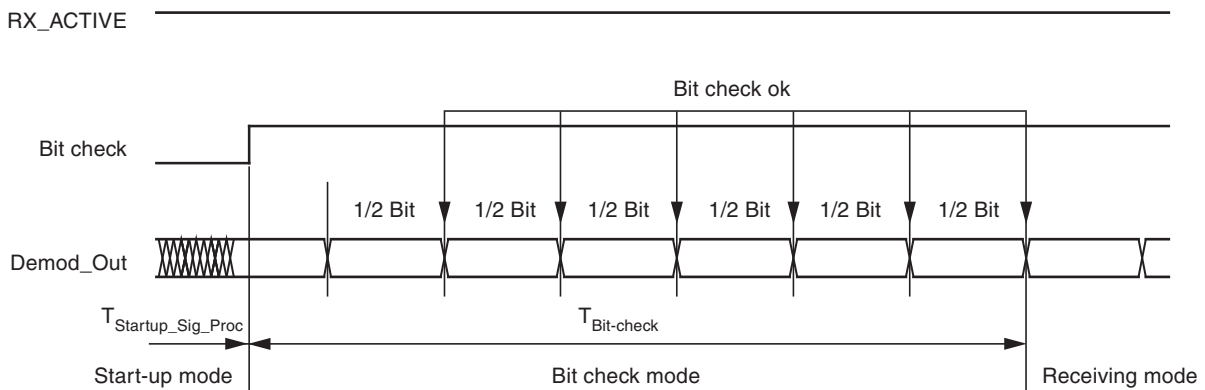 RX_ACTIVE
Bit check ok
Bit check
1/2 Bit 1/2 Bit 1/2 Bit 1/2 Bit 1/2 Bit 1/2 Bit
Demod_Out
TStartup_Sig_Proc TBit-check
Start-up mode Bit check mode Receiving mode